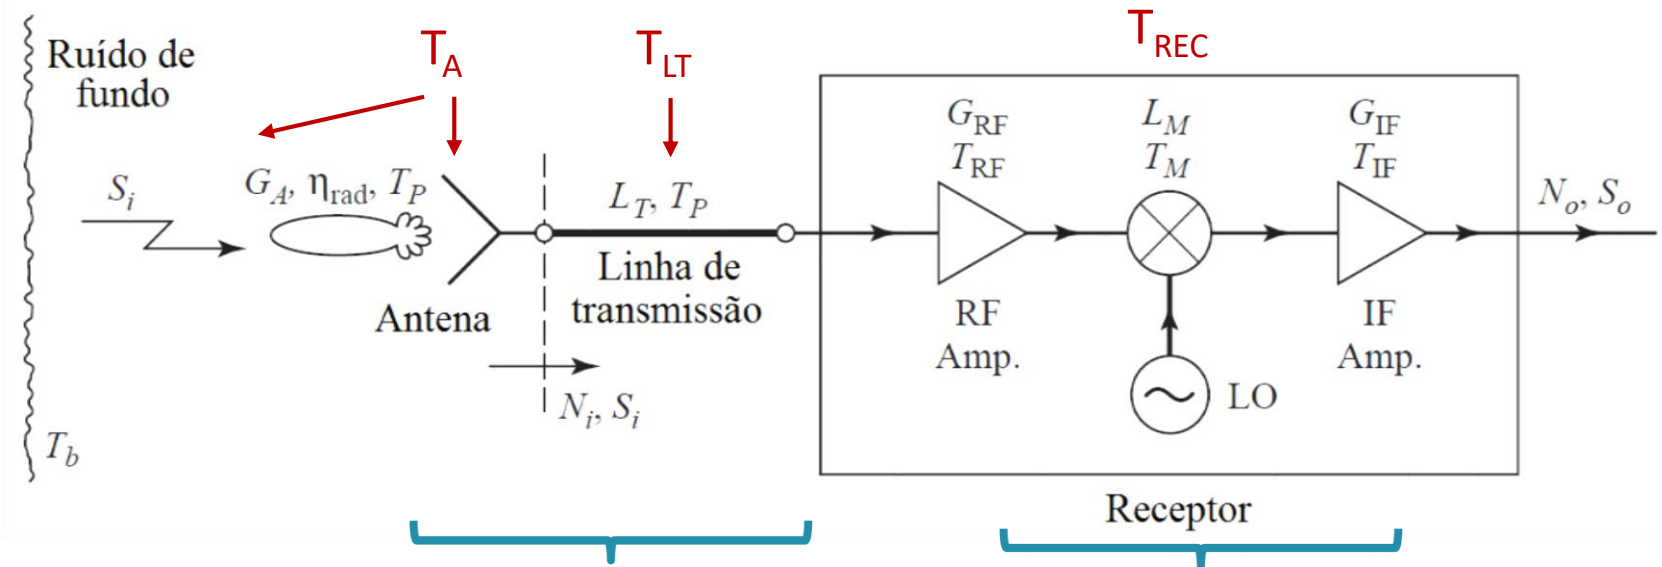 Ruído de
fundo
T_A
T_LT
T_REC
S_i
G_A, η_rad, T_P
L_T, T_P
G_RF
T_RF
L_M
T_M
G_IF
T_IF
N_o, S_o
Antena
Linha de
transmissão
RF
Amp.
IF
Amp.
LO
N_i, S_i
T_b
Receptor